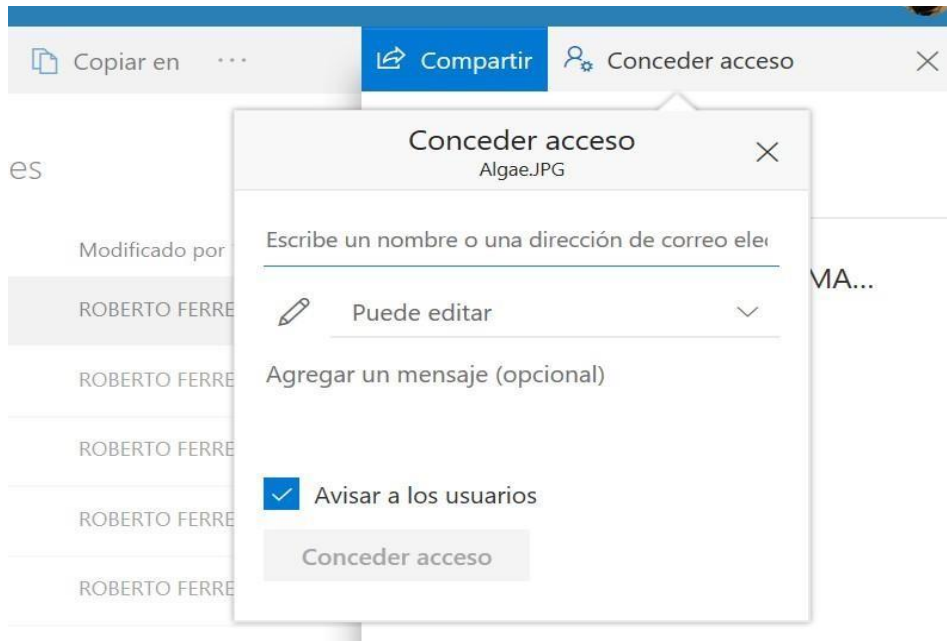 Copiar en ...
Compartir
Conceder acceso
Conceder acceso
Algae.JPG
es
Escribe un nombre o una dirección de correo elec
Modificado por
MA...
ROBERTO FERRE
Puede editar
ROBERTO FERRE
Agregar un mensaje (opcional)
ROBERTO FERRE
Avisar a los usuarios
ROBERTO FERRE
Conceder acceso
ROBERTO FERRE